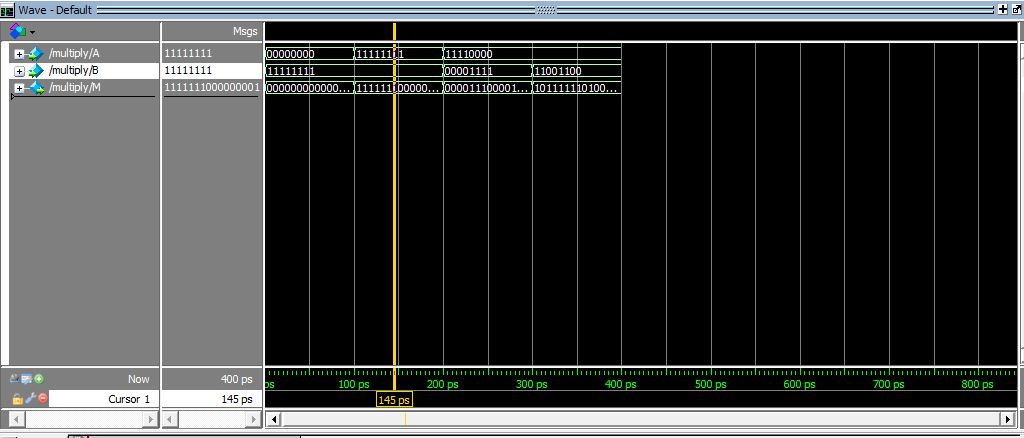 Wave - Default
Msgs
/multiply/A 11111111 00000000 11111111 11110000
/multiply/B 11111111 11111111 00001111 11001100
/multiply/M 1111111000000001 000000000000... 111111100000... 000011100001... 101111110100...
Now 400 ps ps 100 ps 200 ps 300 ps 400 ps 500 ps 600 ps 700 ps 800 ps
Cursor 1 145 ps 145 ps